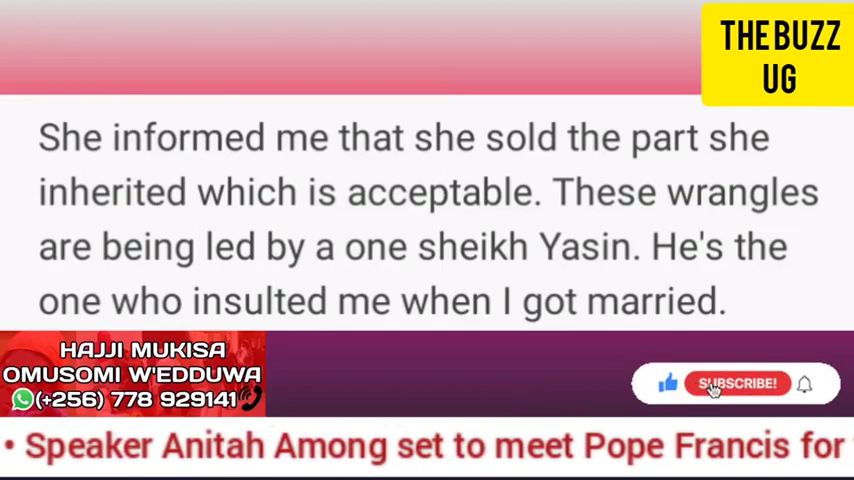 THE BUZZ
UG
She informed me that she sold the part she
inherited which is acceptable. These wrangles
are being led by a one sheikh Yasin. He's the
one who insulted me when I got married.
HAJJI MUKISA
OMUSOMI W'EDDUWA
(+256) 778 929141
SUBSCRIBE!
• Speaker Anitah Among set to meet Pope Francis for